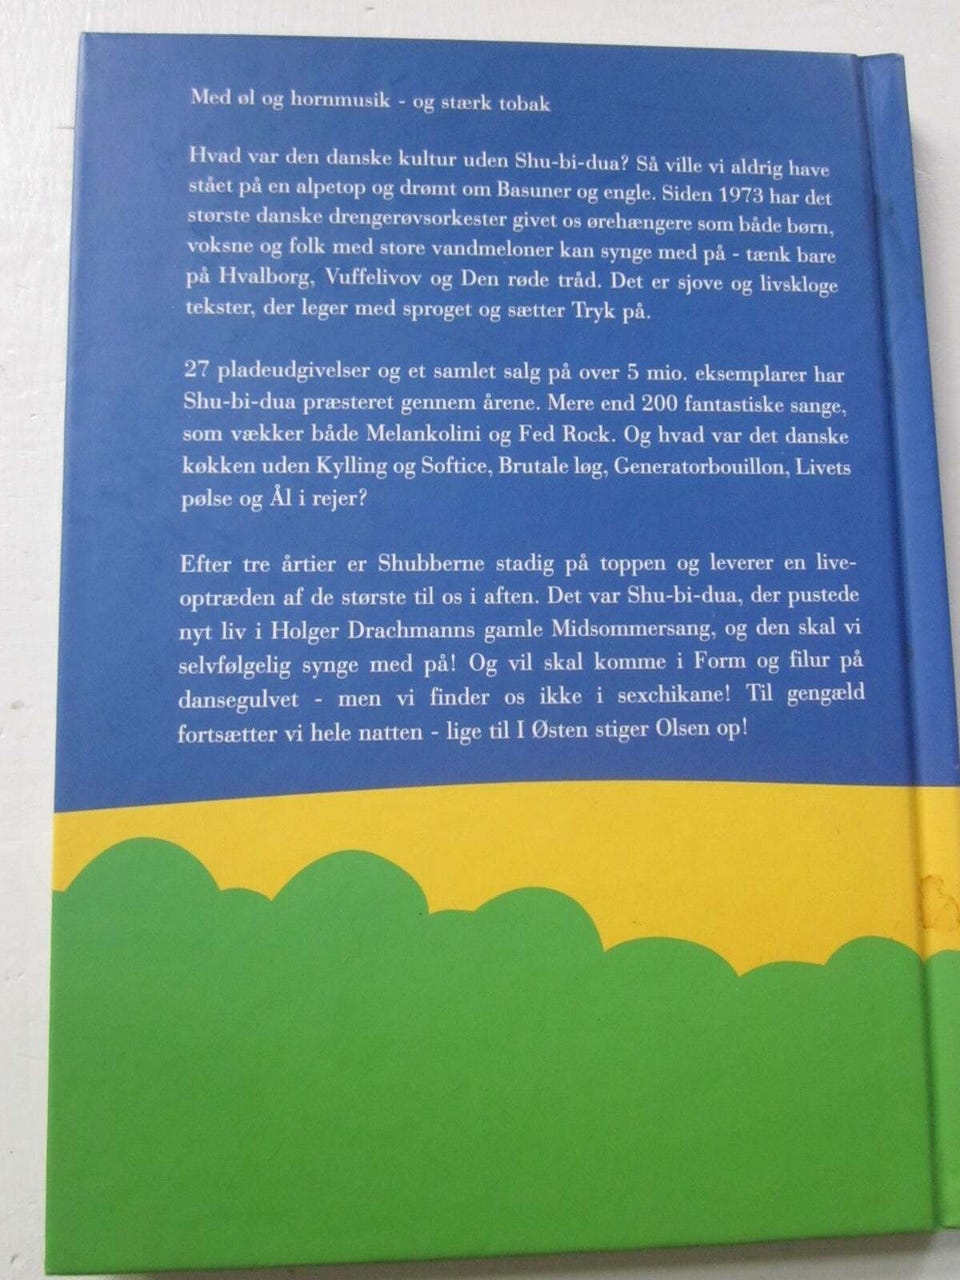 Med øl og hornmusik - og stærk tobak
Hvad var den danske kultur uden Shu-bi-dua? Så ville vi aldrig have
stået på en alpetop og drømt om Basuner og engle. Siden 1973 har det
største danske drengerøvsorkester givet os ørehængere som både børn,
voksne og folk med store vandmeloner kan synge med på - tænk bare
på Hvalborg, Vuffelivov og Den røde tråd. Det er sjove og livskloge
tekster, der leger med sproget og sætter Tryk på.
27 pladeudgivelser og et samlet salg på over 5 mio. eksemplarer har
Shu-bi-dua præsteret gennem årene. Mere end 200 fantastiske sange,
som vækker både Melankolini og Fed Rock. Og hvad var det danske
køkken uden Kylling og Softice, Brutale løg, Generatorbouillon, Livets
pølse og Ål i rejer?
Efter tre årtier er Shubberne stadig på toppen og leverer en live-
optræden af de største til os i aften. Det var Shu-bi-dua, der pustede
nyt liv i Holger Drachmanns gamle Midsommersang, og den skal vi
selvfølgelig synge med på! Og vil skal komme i Form og filur på
dansegulvet - men vi finder os ikke i sexchikane! Til gengæld
fortsætter vi hele natten - lige til I Østen stiger Olsen op!